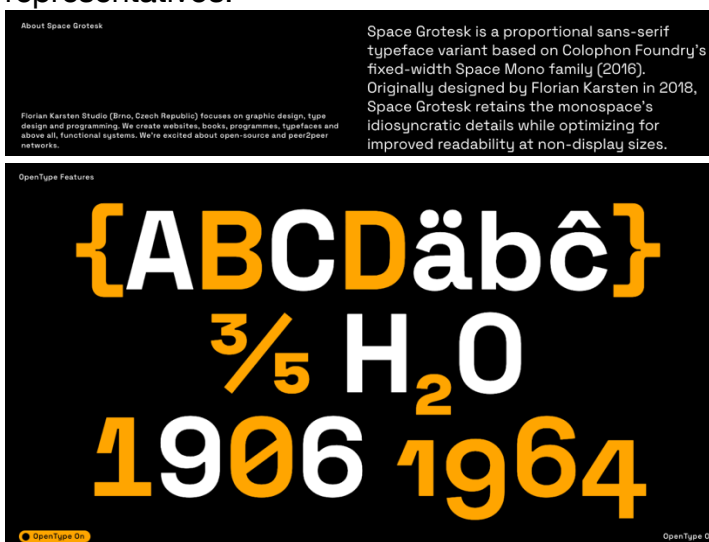 representatives.
About Space Grotesk
Space Grotesk is a proportional sans-serif
typeface variant based on Colophon Foundry's
fixed-width Space Mono family (2016).
Originally designed by Florian Karsten in 2018,
Space Grotesk retains the monospace's
idiosyncratic details while optimizing for
improved readability at non-display sizes.
Florian Karsten Studio (Brno, Czech Republic) focuses on graphic design, type
design and programming. We create websites, books, programmes, typefaces and
above all, functional systems. We're excited about open-source and peer2peer
networks.
OpenType Features
{ABCDäbĉ}
⅗ H₂O
1906 1964
OpenType On
OpenType O